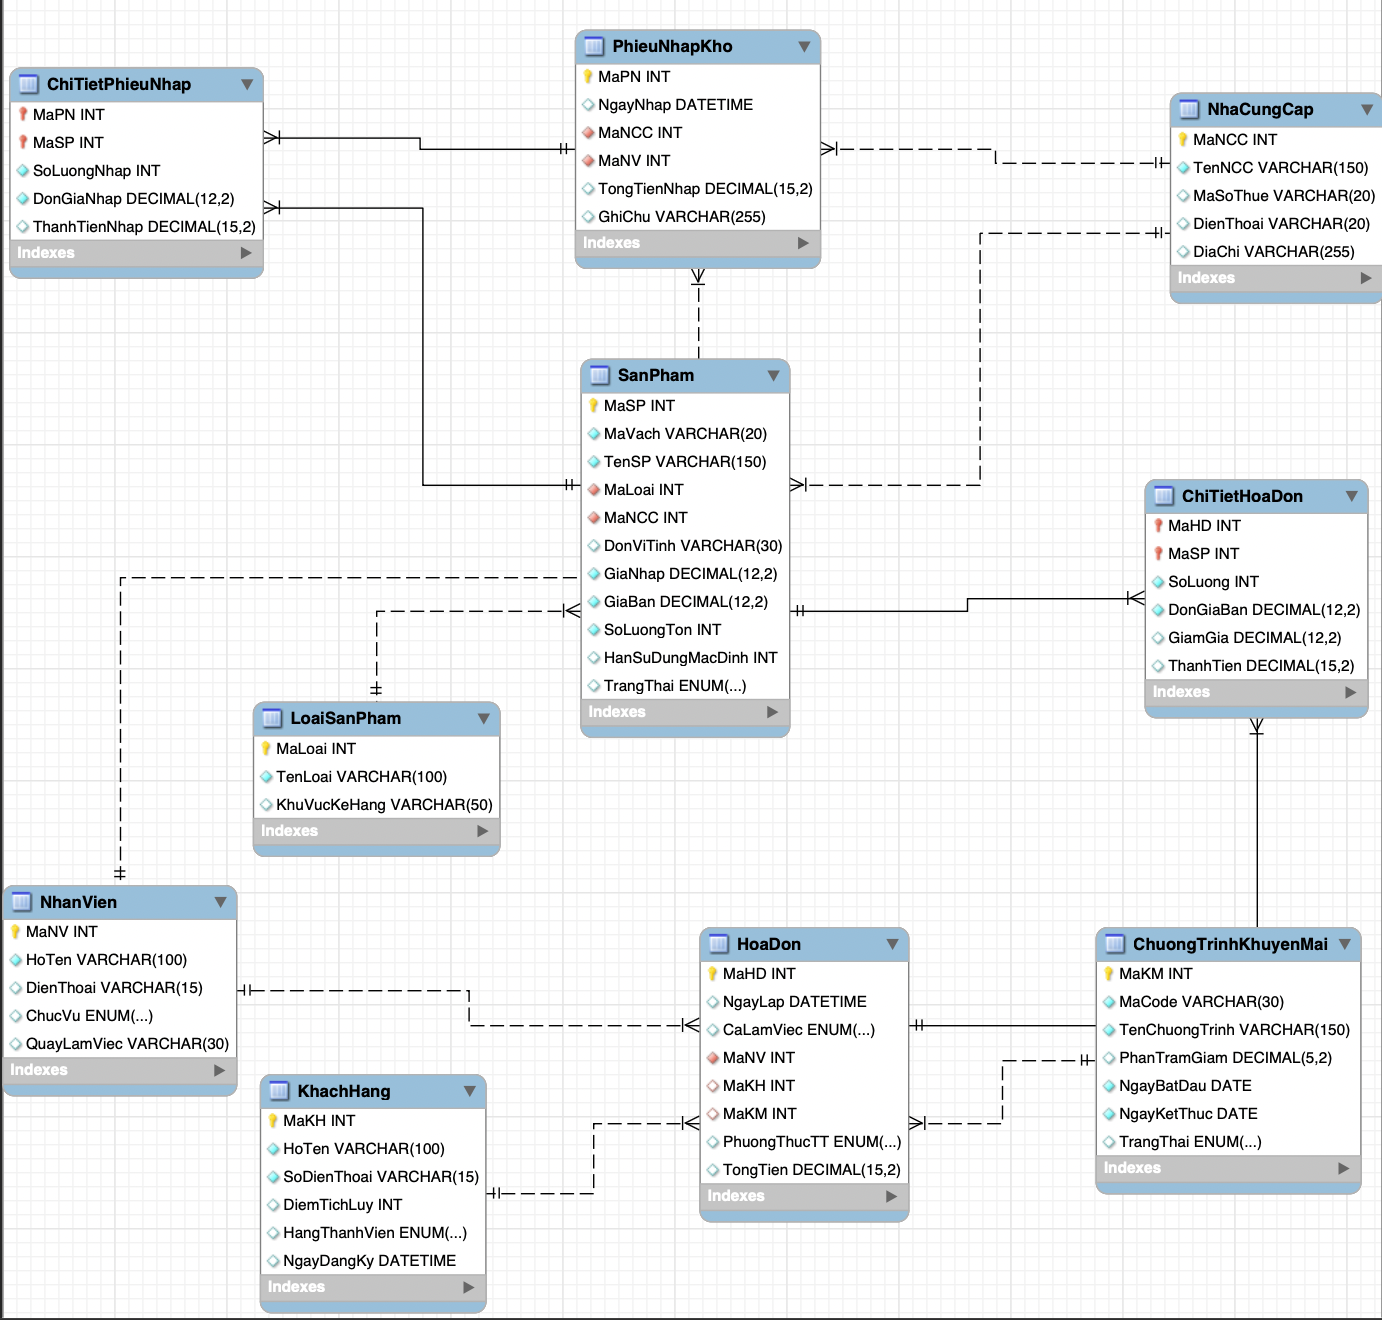 PhieuNhapKho
MaPN INT
NgayNhap DATETIME
MaNCC INT
MaNV INT
TongTienNhap DECIMAL(15,2)
GhiChu VARCHAR(255)
Indexes
ChiTietPhieuNhap
MaPN INT
MaSP INT
SoLuongNhap INT
DonGiaNhap DECIMAL(12,2)
ThanhTienNhap DECIMAL(15,2)
Indexes
NhaCungCap
MaNCC INT
TenNCC VARCHAR(150)
MaSoThue VARCHAR(20)
DienThoai VARCHAR(20)
DiaChi VARCHAR(255)
Indexes
SanPham
MaSP INT
MaVach VARCHAR(20)
TenSP VARCHAR(150)
MaLoai INT
MaNCC INT
DonViTinh VARCHAR(30)
GiaNhap DECIMAL(12,2)
GiaBan DECIMAL(12,2)
SoLuongTon INT
HanSuDungMacDinh INT
TrangThai ENUM(...)
Indexes
ChiTietHoaDon
MaHD INT
MaSP INT
SoLuong INT
DonGiaBan DECIMAL(12,2)
GiamGia DECIMAL(12,2)
ThanhTien DECIMAL(15,2)
Indexes
LoaiSanPham
MaLoai INT
TenLoai VARCHAR(100)
KhuVucKeHang VARCHAR(50)
Indexes
NhanVien
MaNV INT
HoTen VARCHAR(100)
DienThoai VARCHAR(15)
ChucVu ENUM(...)
QuayLamViec VARCHAR(30)
Indexes
HoaDon
MaHD INT
NgayLap DATETIME
CaLamViec ENUM(...)
MaNV INT
MaKH INT
MaKM INT
PhuongThucTT ENUM(...)
TongTien DECIMAL(15,2)
Indexes
ChuongTrinhKhuyenMai
MaKM INT
MaCode VARCHAR(30)
TenChuongTrinh VARCHAR(150)
PhanTramGiam DECIMAL(5,2)
NgayBatDau DATE
NgayKetThuc DATE
TrangThai ENUM(...)
Indexes
KhachHang
MaKH INT
HoTen VARCHAR(100)
SoDienThoai VARCHAR(15)
DiemTichLuy INT
HangThanhVien ENUM(...)
NgayDangKy DATETIME
Indexes